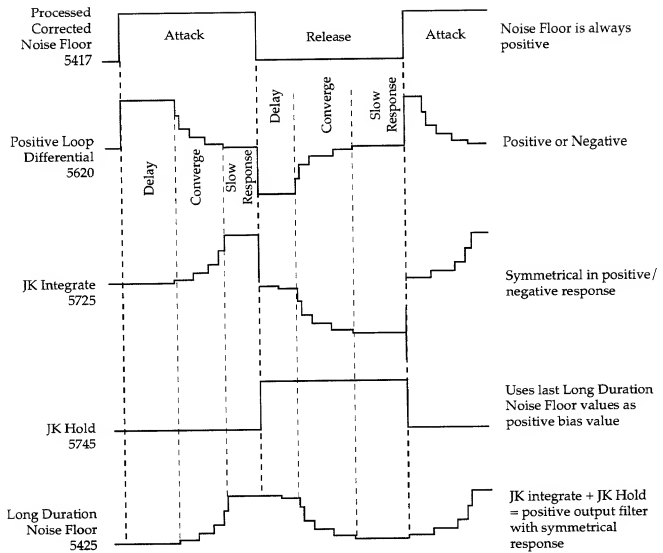 Processed
Corrected
Noise Floor
5417
Attack
Release
Attack
Noise Floor is always
positive
Positive Loop
Differential
5620
Delay
Converge
Slow
Response
Delay
Converge
Slow
Response
Positive or Negative
JK Integrate
5725
Symmetrical in positive/
negative response
JK Hold
5745
Uses last Long Duration
Noise Floor values as
positive bias value
Long Duration
Noise Floor
5425
JK integrate + JK Hold
= positive output filter
with symmetrical
response